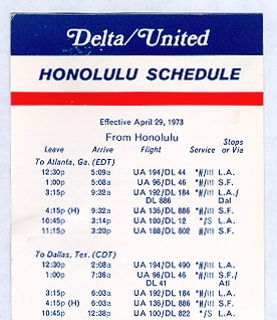 Delta/United
HONOLULU SCHEDULE
Effective April 29, 1973
From Honolulu
Stops
Leave Arrive Flight Service or Via
To Atlanta, Ga. (EDT)
12:30p 5:09a UA 194/DL 44 L.A.
1:00p 5:08a UA 96/DL 46 S.F.
3:15p 9:32a UA 192/DL 184 L.A./
DL 886 Dal
4:15p (H) 9:32a UA 135/DL 886 S.F.
10:45p 3:14p UA 100/DL 12 */S L.A.
11:15p 3:20p UA 188/DL 802 S.F.
To Dallas, Tex. (CDT)
12:30p 2:08a UA 194/DL 490 L.A.
1:00p 7:36a UA 96/DL 46 S.F./
DL 41 Atl
3:15p 6:03a UA 192/DL 184 L.A.
4:15p (H) 6:03a UA 135/DL 886 S.F.
10:45p 12:38p UA 100/DL 822 */S L.A.